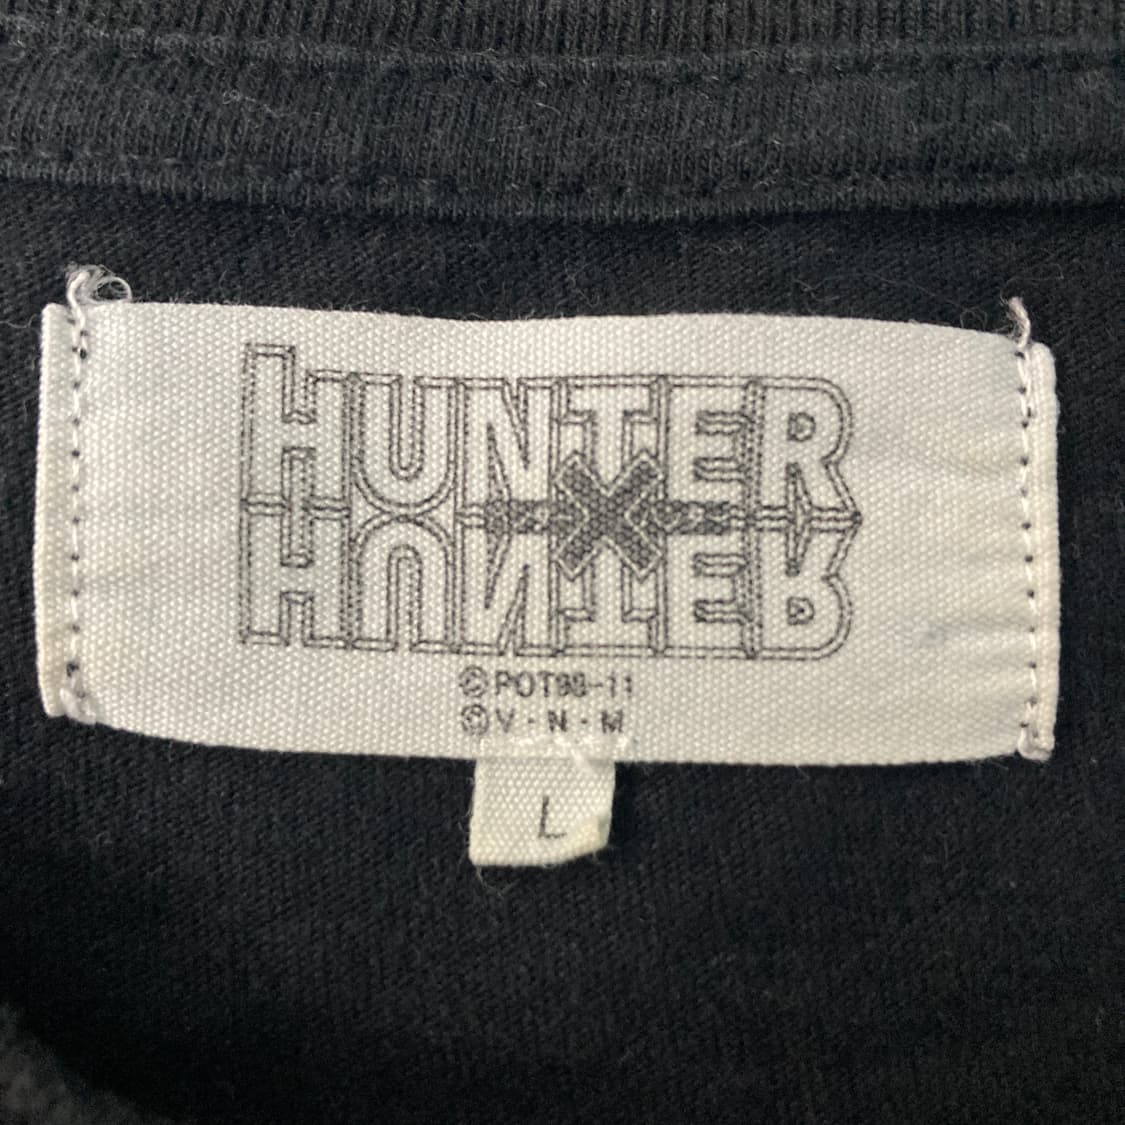 HUNTER
×
HUNTER
©POT98-11
©V・N・M
L